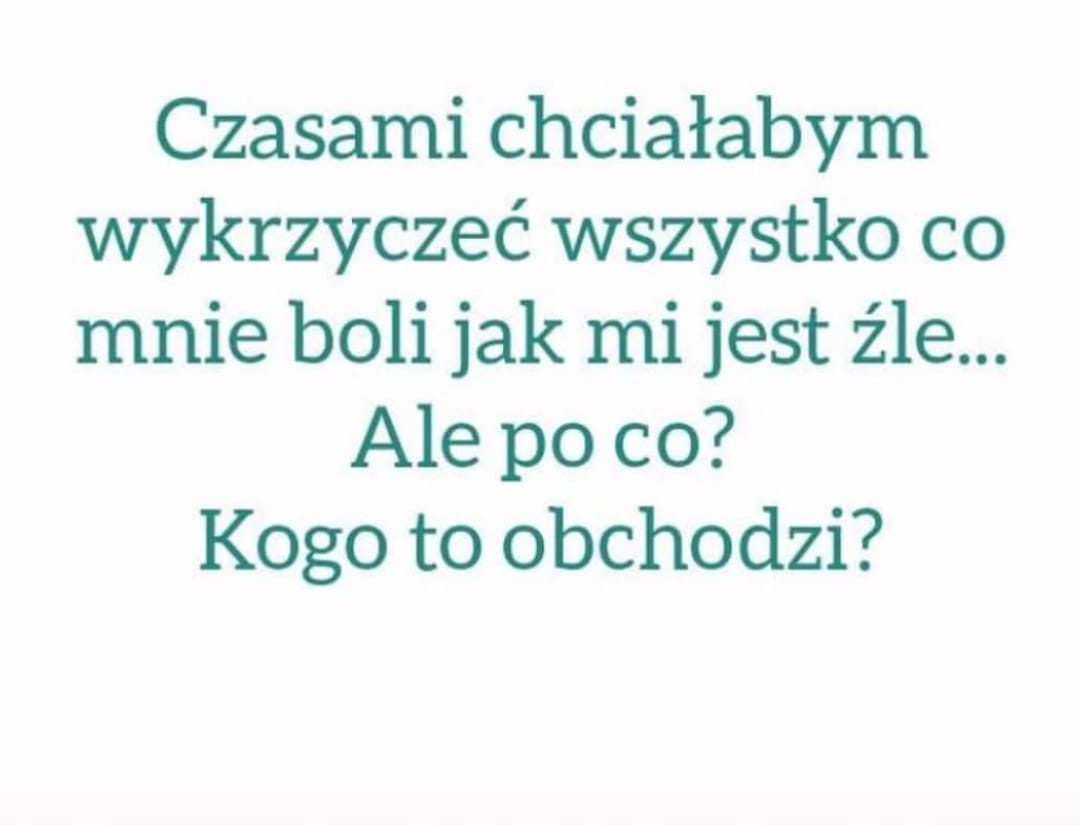 Czasami chciałabym
wykrzyczeć wszystko co
mnie boli jak mi jest źle...
Ale po co?
Kogo to obchodzi?